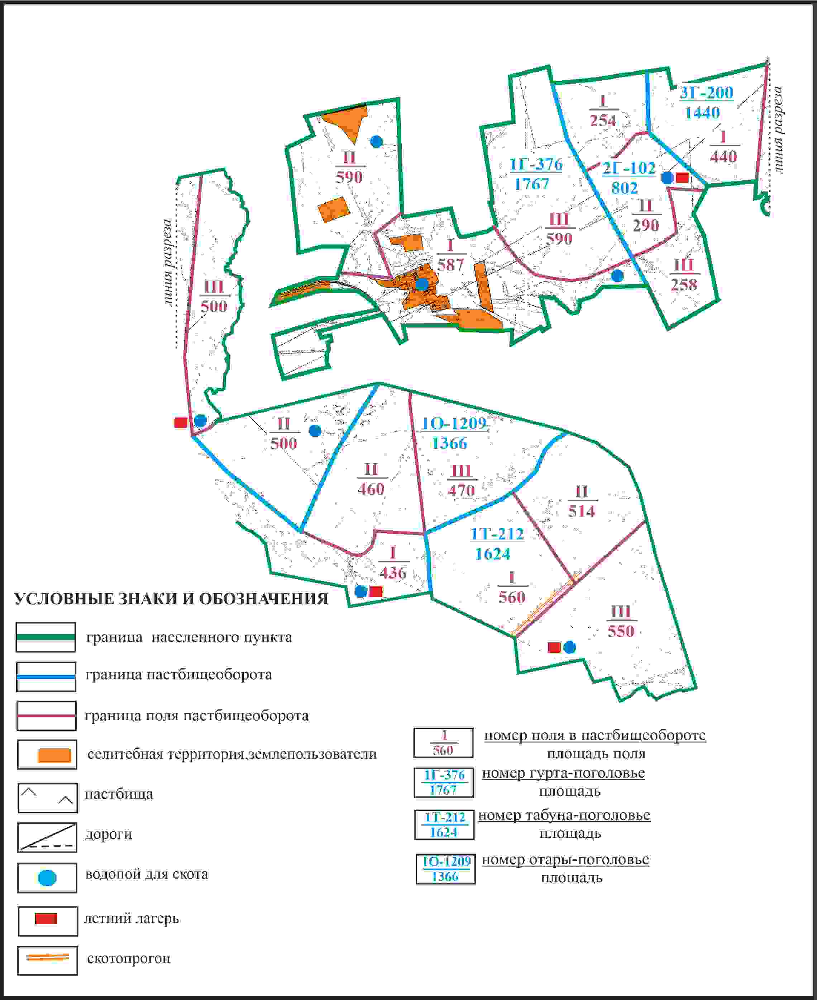 3Г-200
1440
I
254
линия разреза
I
440
II
590
1Г-376
1767
2Г-102
802
II
290
III
590
I
587
III
258
линия разреза
III
500
II
500
1О-1209
1366
II
460
III
470
II
514
1Т-212
1624
I
436
I
560
III
550
УСЛОВНЫЕ ЗНАКИ И ОБОЗНАЧЕНИЯ
граница населенного пункта
граница пастбищеоборота
граница поля пастбищеоборота
селитебная территория,землепользователи
пастбища
дороги
водопой для скота
летний лагерь
скотопрогон
I
560
номер поля в пастбищеобороте
площадь поля
1Г-376
1767
номер гурта-поголовье
площадь
1Т-212
1624
номер табуна-поголовье
площадь
1О-1209
1366
номер отары-поголовье
площадь